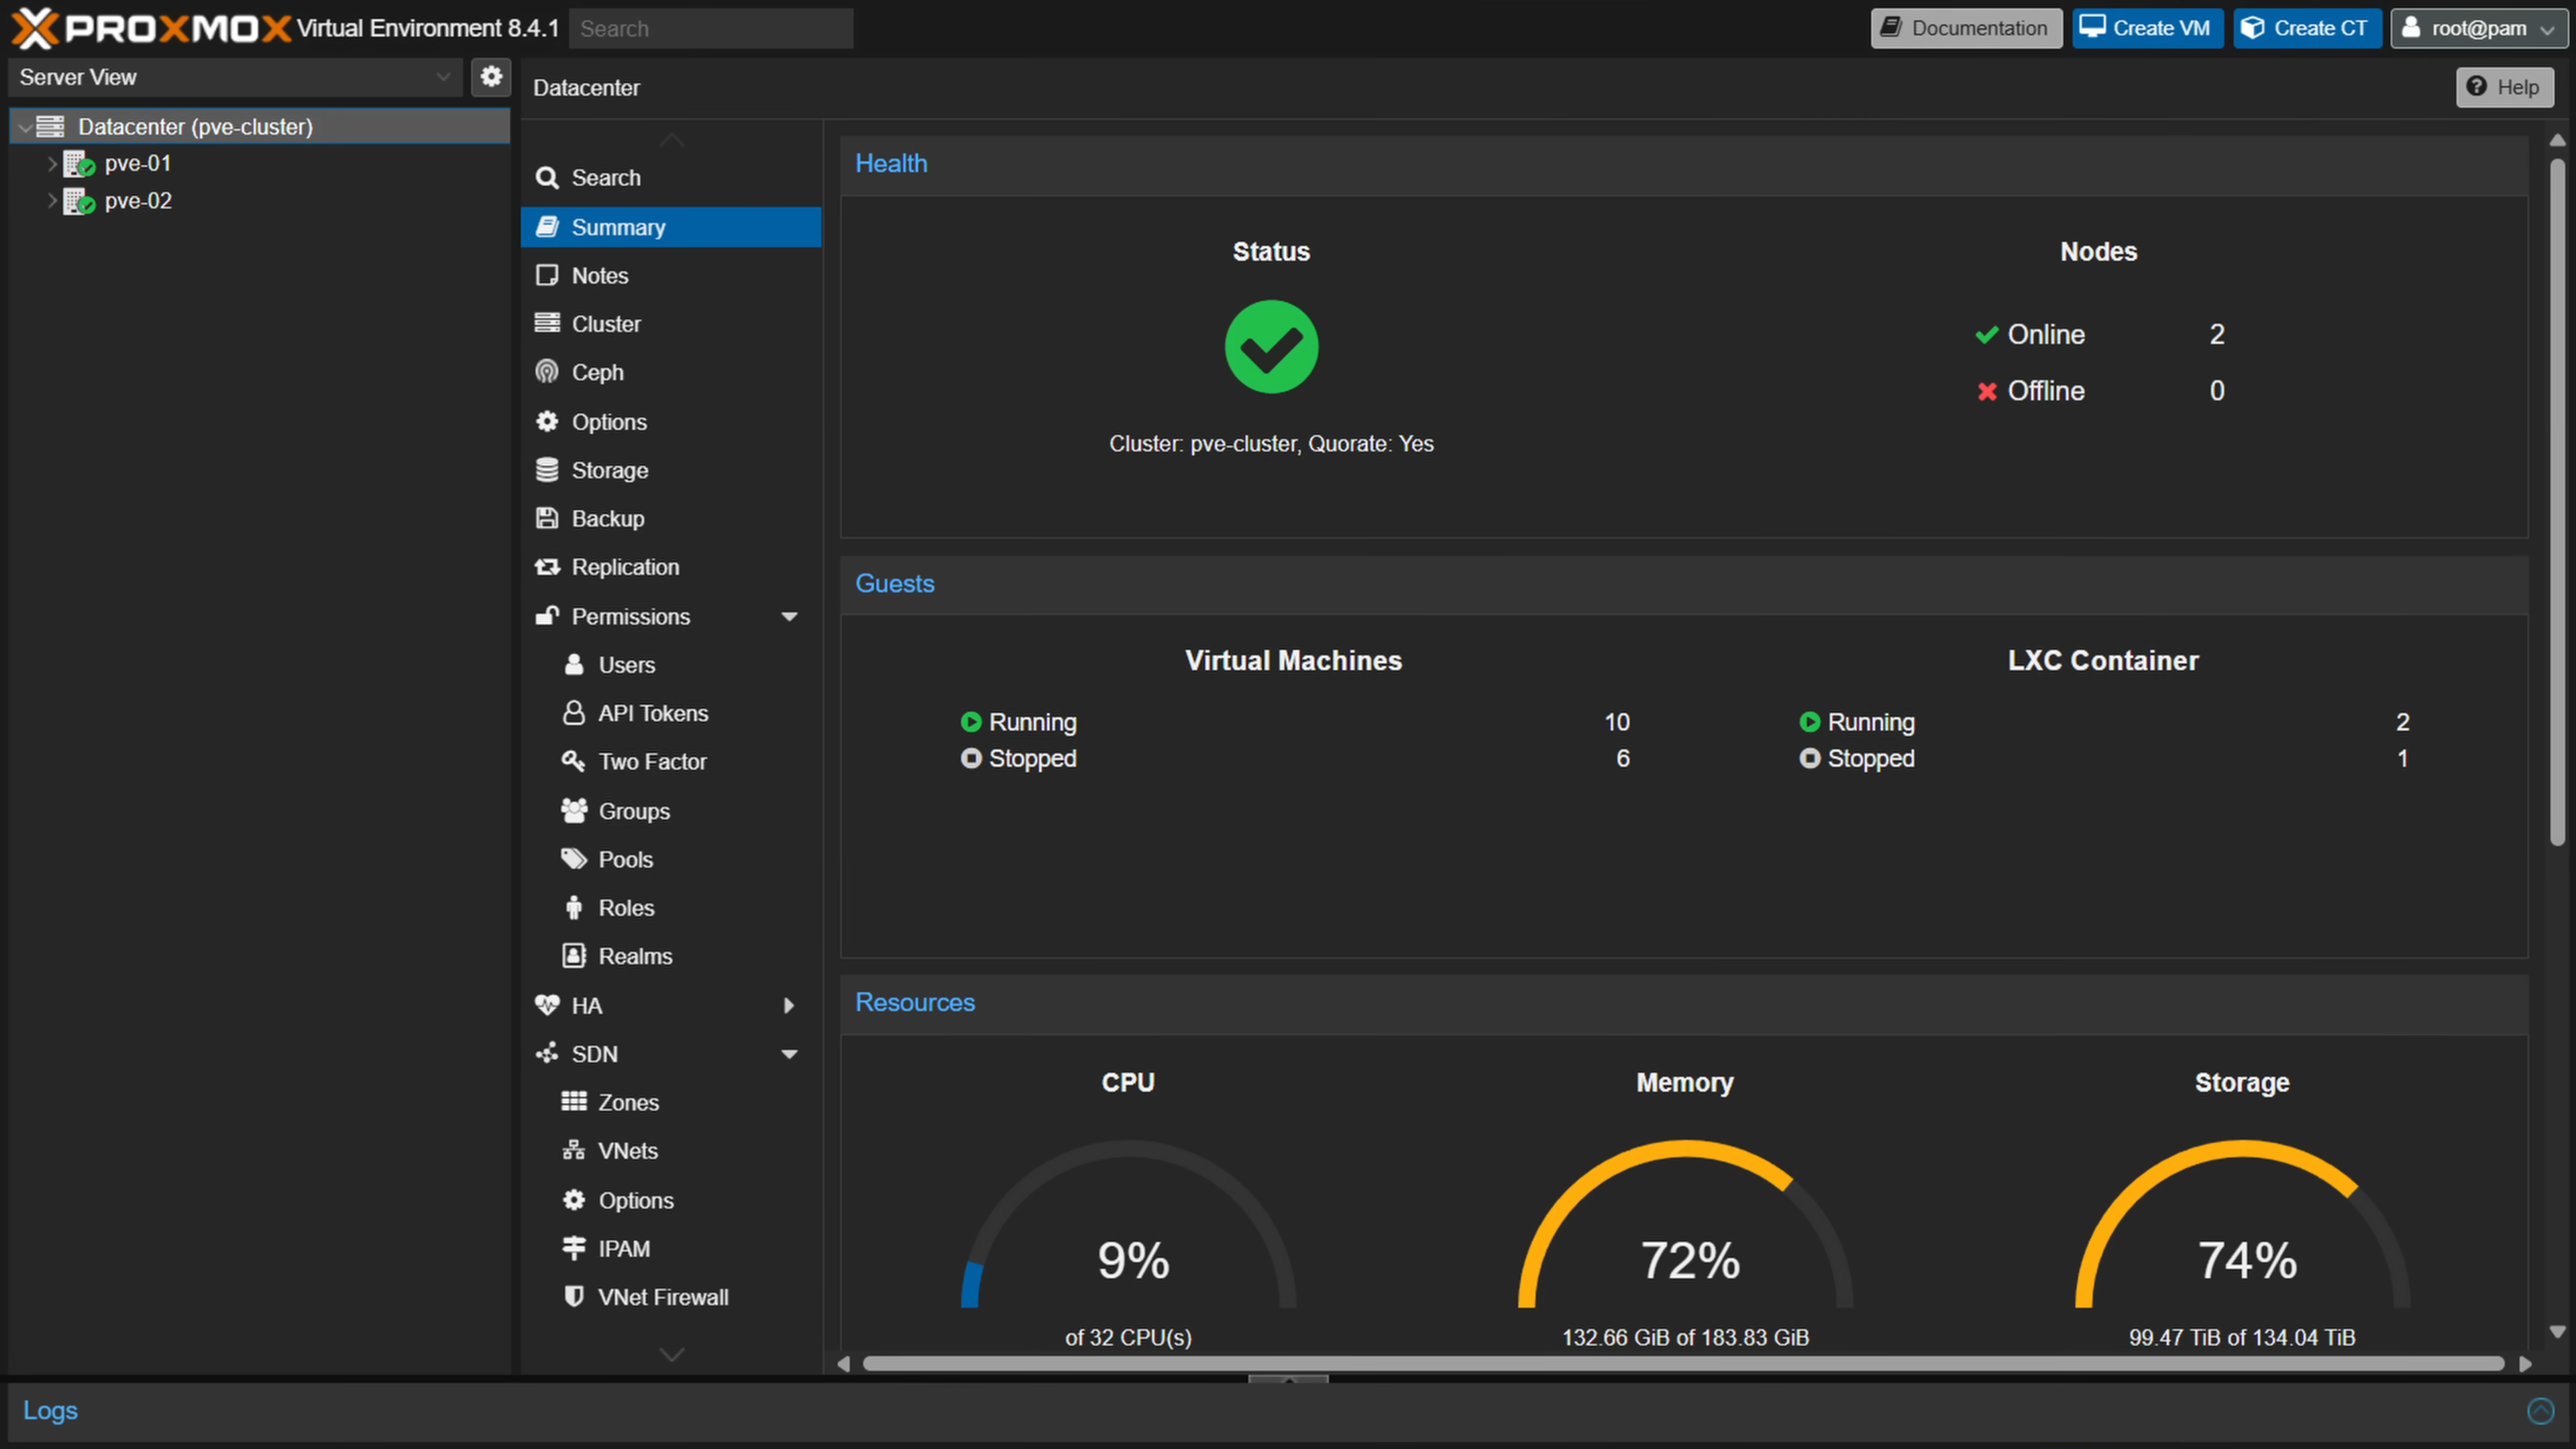 PROXMOX Virtual Environment 8.4.1 Search Documentation Create VM Create CT root@pam
Server View
Datacenter (pve-cluster)
pve-01
pve-02
Datacenter
Help
Search
Summary
Notes
Cluster
Ceph
Options
Storage
Backup
Replication
Permissions
Users
API Tokens
Two Factor
Groups
Pools
Roles
Realms
HA
SDN
Zones
VNets
Options
IPAM
VNet Firewall
Health
Status
Cluster: pve-cluster, Quorate: Yes
Nodes
Online 2
Offline 0
Guests
Virtual Machines
Running 10
Stopped 6
LXC Container
Running 2
Stopped 1
Resources
CPU
9%
of 32 CPU(s)
Memory
72%
132.66 GiB of 183.83 GiB
Storage
74%
99.47 TiB of 134.04 TiB
Logs